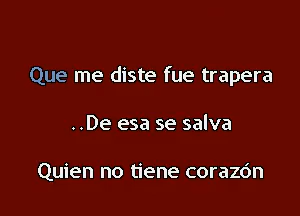 Que me diste fue trapera
..De esa se salva
Quien no tiene corazón